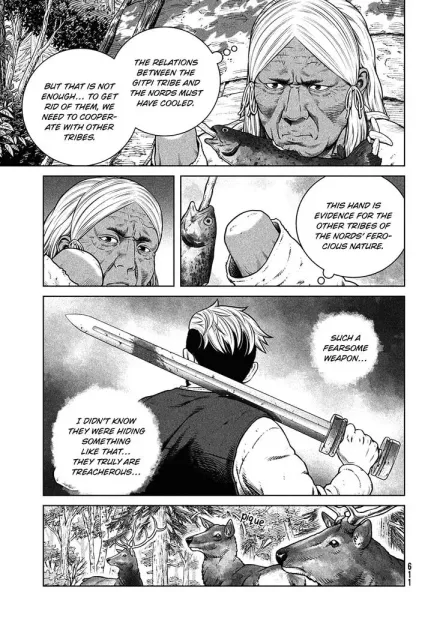 THE RELATIONS
BETWEEN THE
GITPI TRIBE AND
THE NORDS MUST
HAVE COOLED.
BUT THAT IS NOT
ENOUGH... TO GET
RID OF THEM, WE
NEED TO COOPER-
ATE WITH OTHER
TRIBES.
THIS HAND IS
EVIDENCE FOR THE
OTHER TRIBES OF
THE NORDS' FERO-
CIOUS NATURE.
SUCH A
FEARSOME
WEAPON...
I DIDN'T KNOW
THEY WERE HIDING
SOMETHING
LIKE THAT...
THEY TRULY ARE
TREACHEROUS...
pique
611